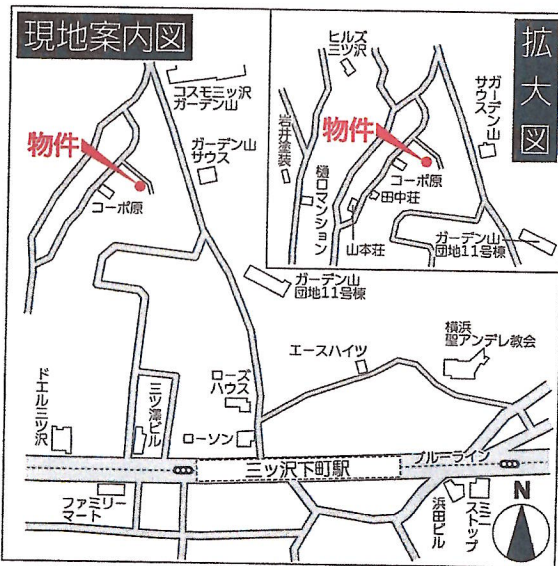 現地案内図
コスモ三ッ沢
ガーデン山
物件
ガーデン山
サウス
コーポ原
ガーデン山
団地11号棟
横浜
聖アンデレ教会
エースハイツ
ローズ
ハウス
ドエル三ツ沢
三ツ澤ビル
ローソン
三ッ沢下町駅
ブルーライン
ファミリー
マート
浜田ビル
ミニ
ストップ
N
拡大図
ヒルズ
三ツ沢
ガーデン山
サウス
物件
岩井塗装
コーポ原
樋口マンション
田中荘
山本荘
ガーデン山
団地11号棟